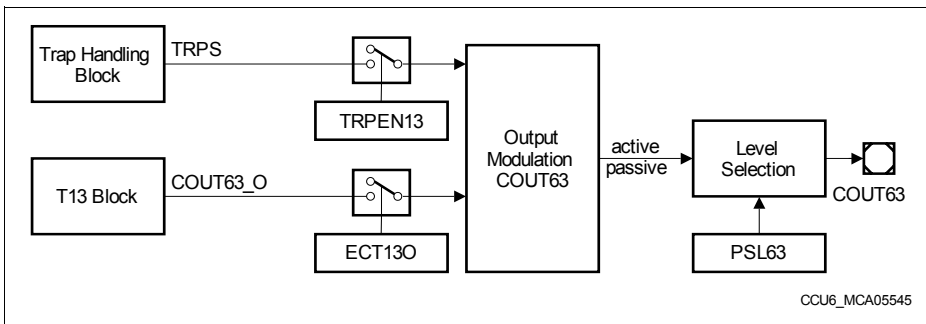 Trap Handling
Block
TRPS
TRPEN13
T13 Block
COUT63_O
ECT13O
Output
Modulation
COUT63
active
passive
Level
Selection
COUT63
PSL63
CCU6_MCA05545